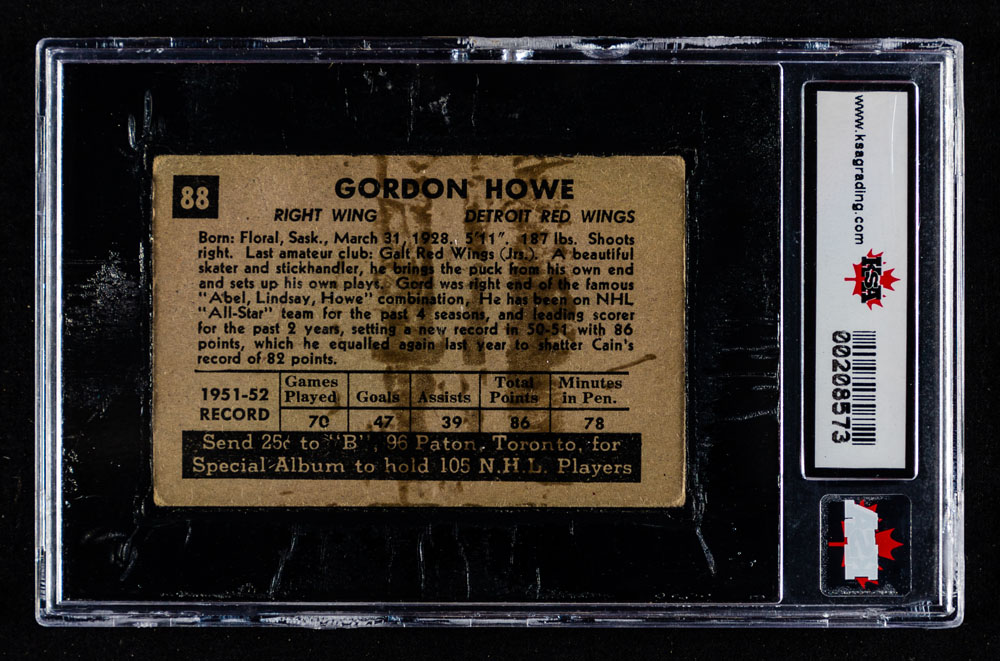 88
GORDON HOWE
RIGHT WING DETROIT RED WINGS
Born: Floral, Sask., March 31, 1928. 5'11". 187 lbs. Shoots
right. Last amateur club: Galt Red Wings (Jrs.). A beautiful
skater and stickhandler, he brings the puck from his own end
and sets up his own plays. Gord was right end of the famous
"Abel, Lindsay, Howe" combination, He has been on NHL
"All-Star" team for the past 4 seasons, and leading scorer
for the past 2 years, setting a new record in 50-51 with 86
points, which he equalled again last year to shatter Cain's
record of 82 points.
1951-52 RECORD
Games Played Goals Assists Total Points Minutes in Pen.
70 47 39 86 78
Send 25¢ to "B", 96 Paton, Toronto, for
Special Album to hold 105 N.H.L. Players
www.ksagrading.com
KSA
00208573